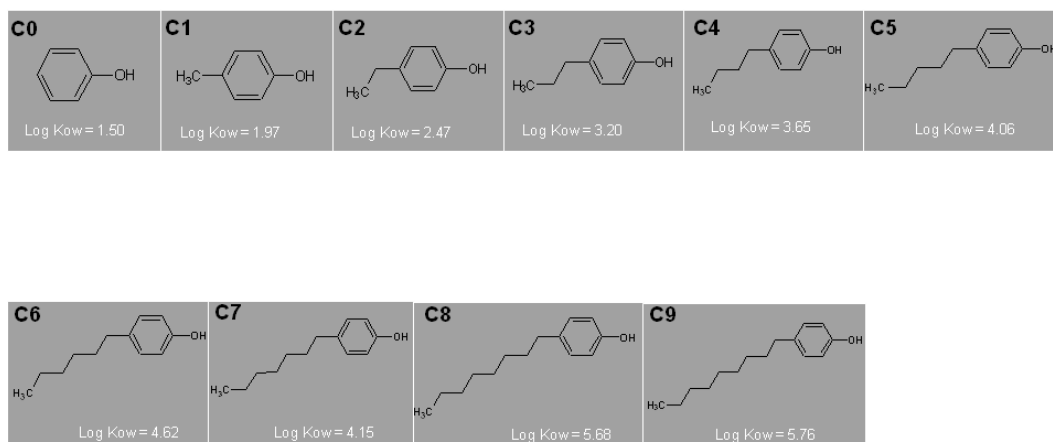 C0 C1 C2 C3 C4 C5
OH H₃C OH H₃C OH H₃C OH H₃C OH H₃C OH
Log Kow = 1.50 Log Kow = 1.97 Log Kow = 2.47 Log Kow = 3.20 Log Kow = 3.65 Log Kow = 4.06
C6 C7 C8 C9
H₃C OH H₃C OH H₃C OH H₃C OH
Log Kow = 4.62 Log Kow = 4.15 Log Kow = 5.68 Log Kow = 5.76